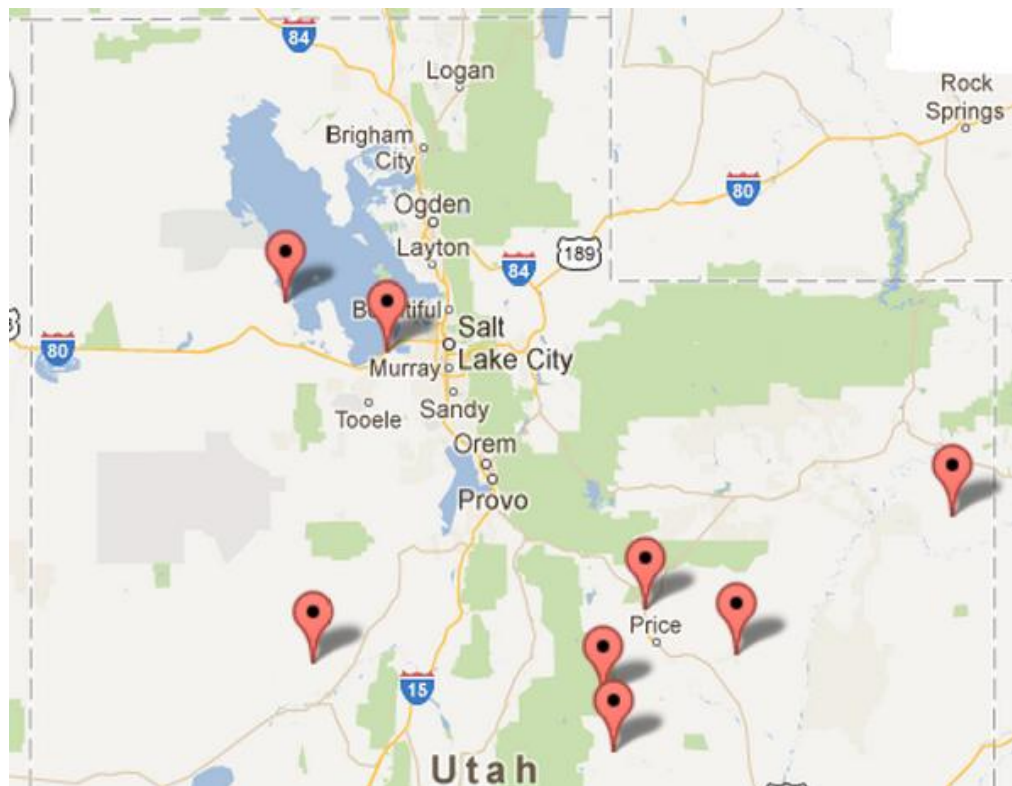 84
Logan
Rock
Springs
Brigham
City
80
Ogden
Layton
189
84
Salt
Lake City
80
Murray
Sandy
Tooele
Orem
Provo
Price
15
Utah